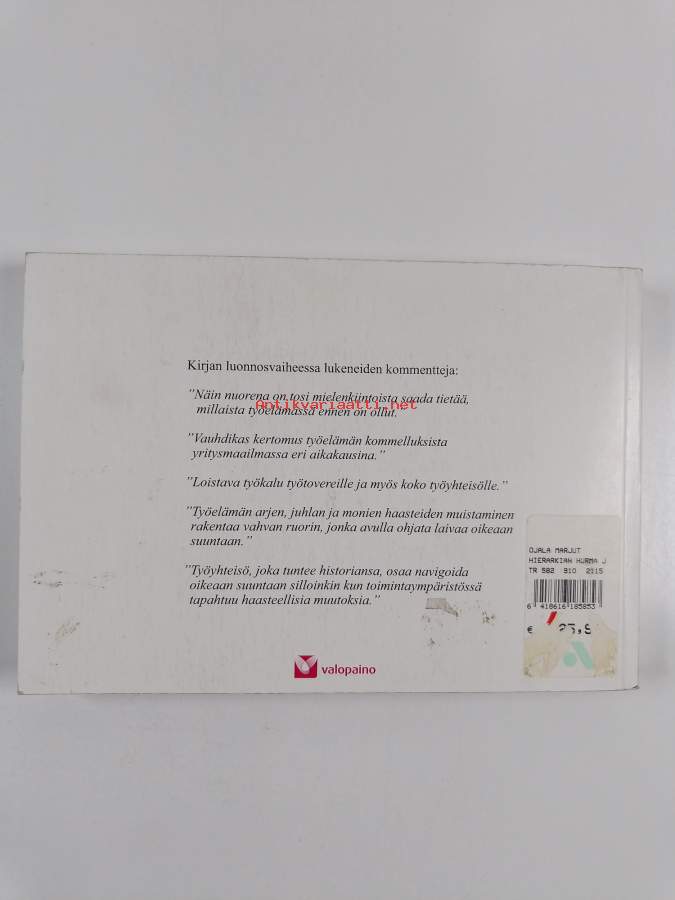 Kirjan luonnosvaiheessa lukeneiden kommentteja:
"Näin nuorena on tosi mielenkiintoista saada tietää,
Antikvariaatti.net
millaista työelämässä ennen on ollut."
"Vauhdikas kertomus työelämän kommelluksista
yritysmaailmassa eri aikakausina."
"Loistava työkalu työtovereille ja myös koko työyhteisölle."
"Työelämän arjen, juhlan ja monien haasteiden muistaminen
rakentaa vahvan ruorin, jonka avulla ohjata laivaa oikeaan
suuntaan."
"Työyhteisö, joka tuntee historiansa, osaa navigoida
oikeaan suuntaan silloinkin kun toimintaympäristössä
tapahtuu haasteellisia muutoksia."
OJALA MARJUT
HIERARKIAN HURMA J
TR 582 910 2115
6 418616 185853
€
valopaino